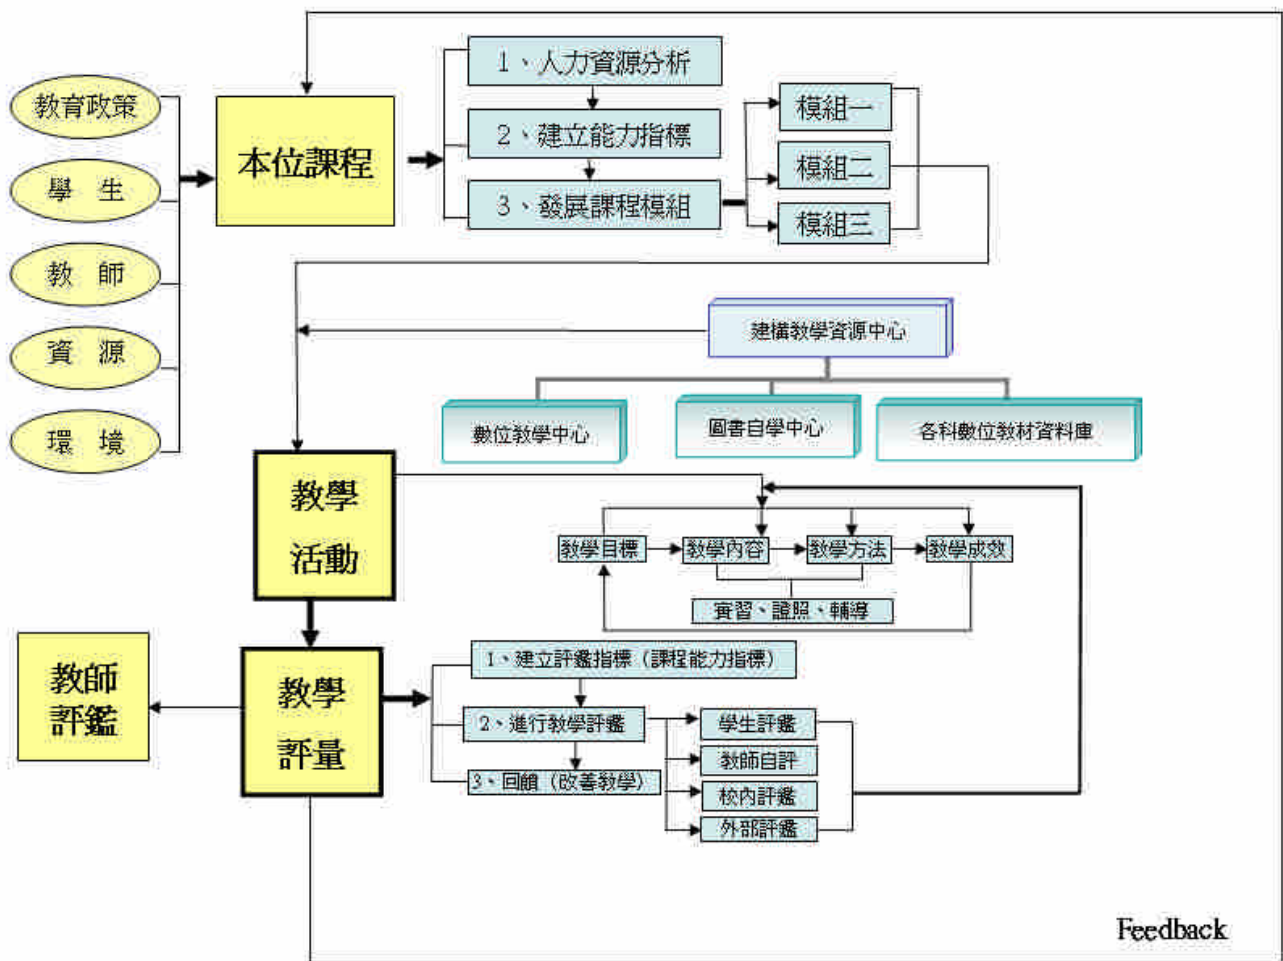 教育政策
學 生
教 師
資 源
環 境
本位課程
1、人力資源分析
2、建立能力指標
3、發展課程模組
模組一
模組二
模組三
建構教學資源中心
數位教學中心
圖書自學中心
各科數位教材資料庫
教學
活動
教學目標
教學內容
教學方法
教學成效
實習、證照、輔導
教師
評鑑
教學
評量
1、建立評鑑指標（課程能力指標）
2、進行教學評鑑
3、回饋（改善教學）
學生評鑑
教師自評
校內評鑑
外部評鑑
Feedback